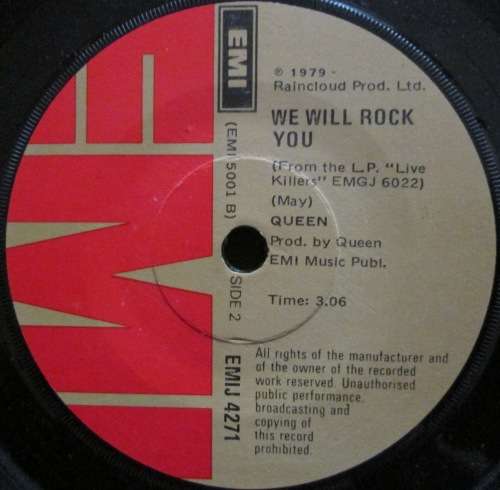 EMI
℗ 1979 -
Raincloud Prod. Ltd.
WE WILL ROCK
YOU
(From the L.P. "Live
Killers" EMGJ 6022)
(May)
QUEEN
Prod. by Queen
EMI Music Publ.
Time: 3.06
(EMI 5001 B)
SIDE 2
EMIJ 4271
All rights of the manufacturer and
of the owner of the recorded
work reserved. Unauthorised
public performance,
broadcasting and
copying of
this record
prohibited.
EMI